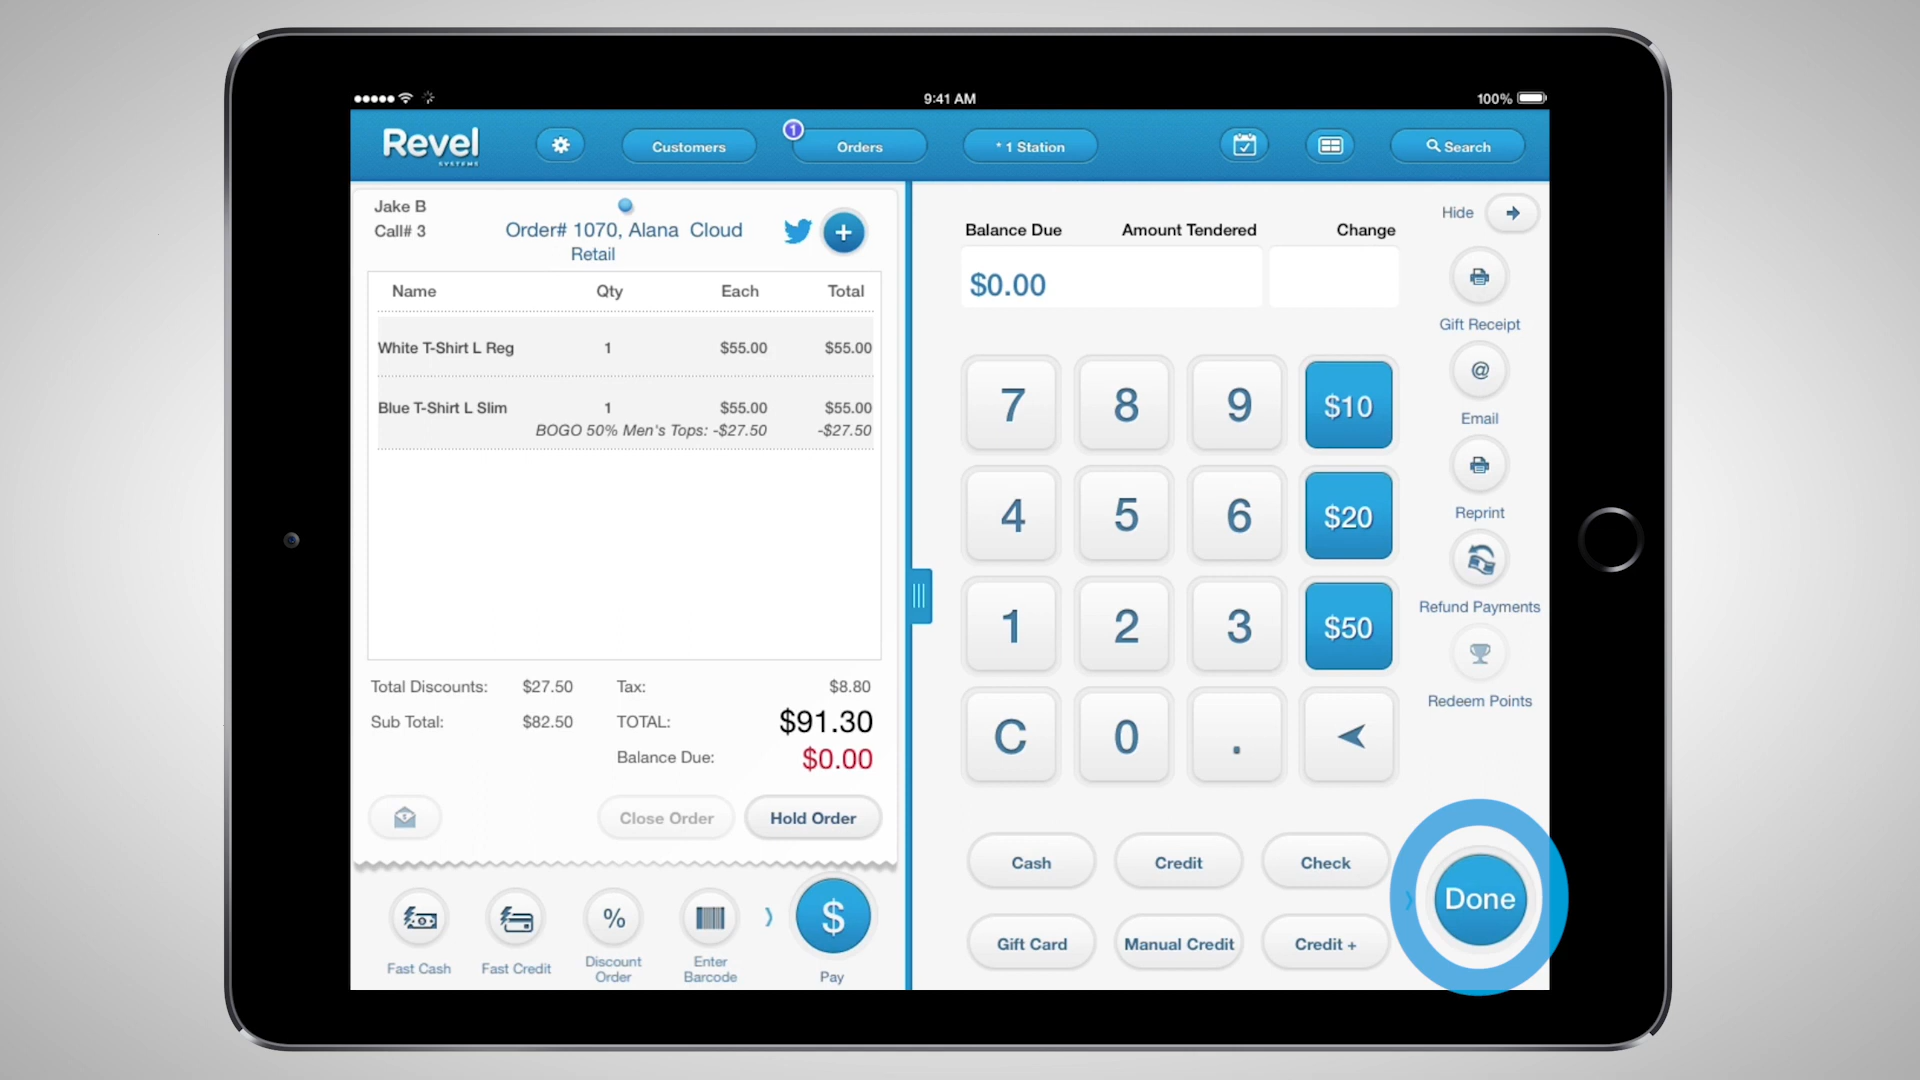 9:41 AM
100%
Revel
SYSTEMS
Customers
1
Orders
* 1 Station
Search
Jake B
Call# 3
Order# 1070, Alana Cloud
Retail
Name Qty Each Total
White T-Shirt L Reg 1 $55.00 $55.00
Blue T-Shirt L Slim 1 $55.00 $55.00
BOGO 50% Men's Tops: -$27.50 -$27.50
Total Discounts: $27.50 Tax: $8.80
Sub Total: $82.50 TOTAL: $91.30
Balance Due: $0.00
Close Order
Hold Order
Fast Cash
Fast Credit
%
Discount
Order
Enter
Barcode
$
Pay
Balance Due Amount Tendered Change
$0.00
7 8 9 $10
4 5 6 $20
1 2 3 $50
C 0 .
Cash Credit Check
Gift Card Manual Credit Credit +
Hide
Gift Receipt
@
Email
Reprint
Refund Payments
Redeem Points
Done